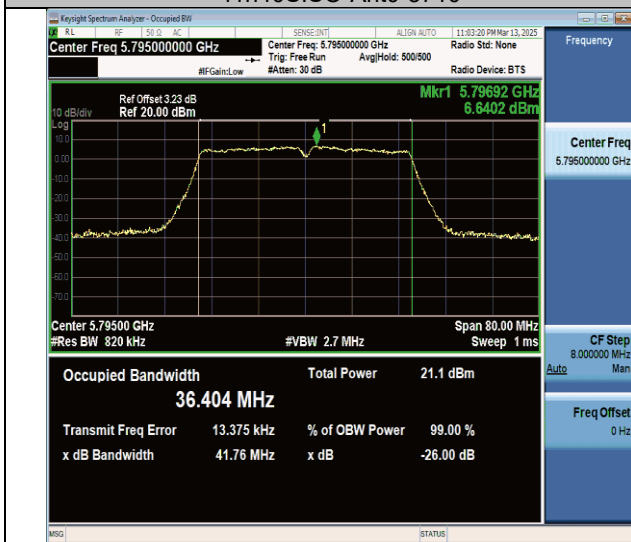 Keysight Spectrum Analyzer - Occupied BW
RL RF 50 Ω AC SENSE:INT ALIGN AUTO 11:03:20 PM Mar 13, 2025
Center Freq 5.795000000 GHz
Center Freq: 5.795000000 GHz
Radio Std: None
Trig: Free Run Avg|Hold: 500/500
#IFGain:Low #Atten: 30 dB Radio Device: BTS
Frequency
Ref Offset 3.23 dB
Mkr1 5.79692 GHz
10 dB/div Ref 20.00 dBm 6.6402 dBm
Log
1
10.0
0.00
-10.0
-20.0
-30.0
-40.0
-50.0
-60.0
-70.0
Center 5.79500 GHz Span 80.00 MHz
#Res BW 820 kHz #VBW 2.7 MHz Sweep 1 ms
Occupied Bandwidth Total Power 21.1 dBm
36.404 MHz
Transmit Freq Error 13.375 kHz % of OBW Power 99.00 %
x dB Bandwidth 41.76 MHz x dB -26.00 dB
Center Freq
5.795000000 GHz
CF Step
8.000000 MHz
Auto Man
Freq Offset
0 Hz
MSG STATUS